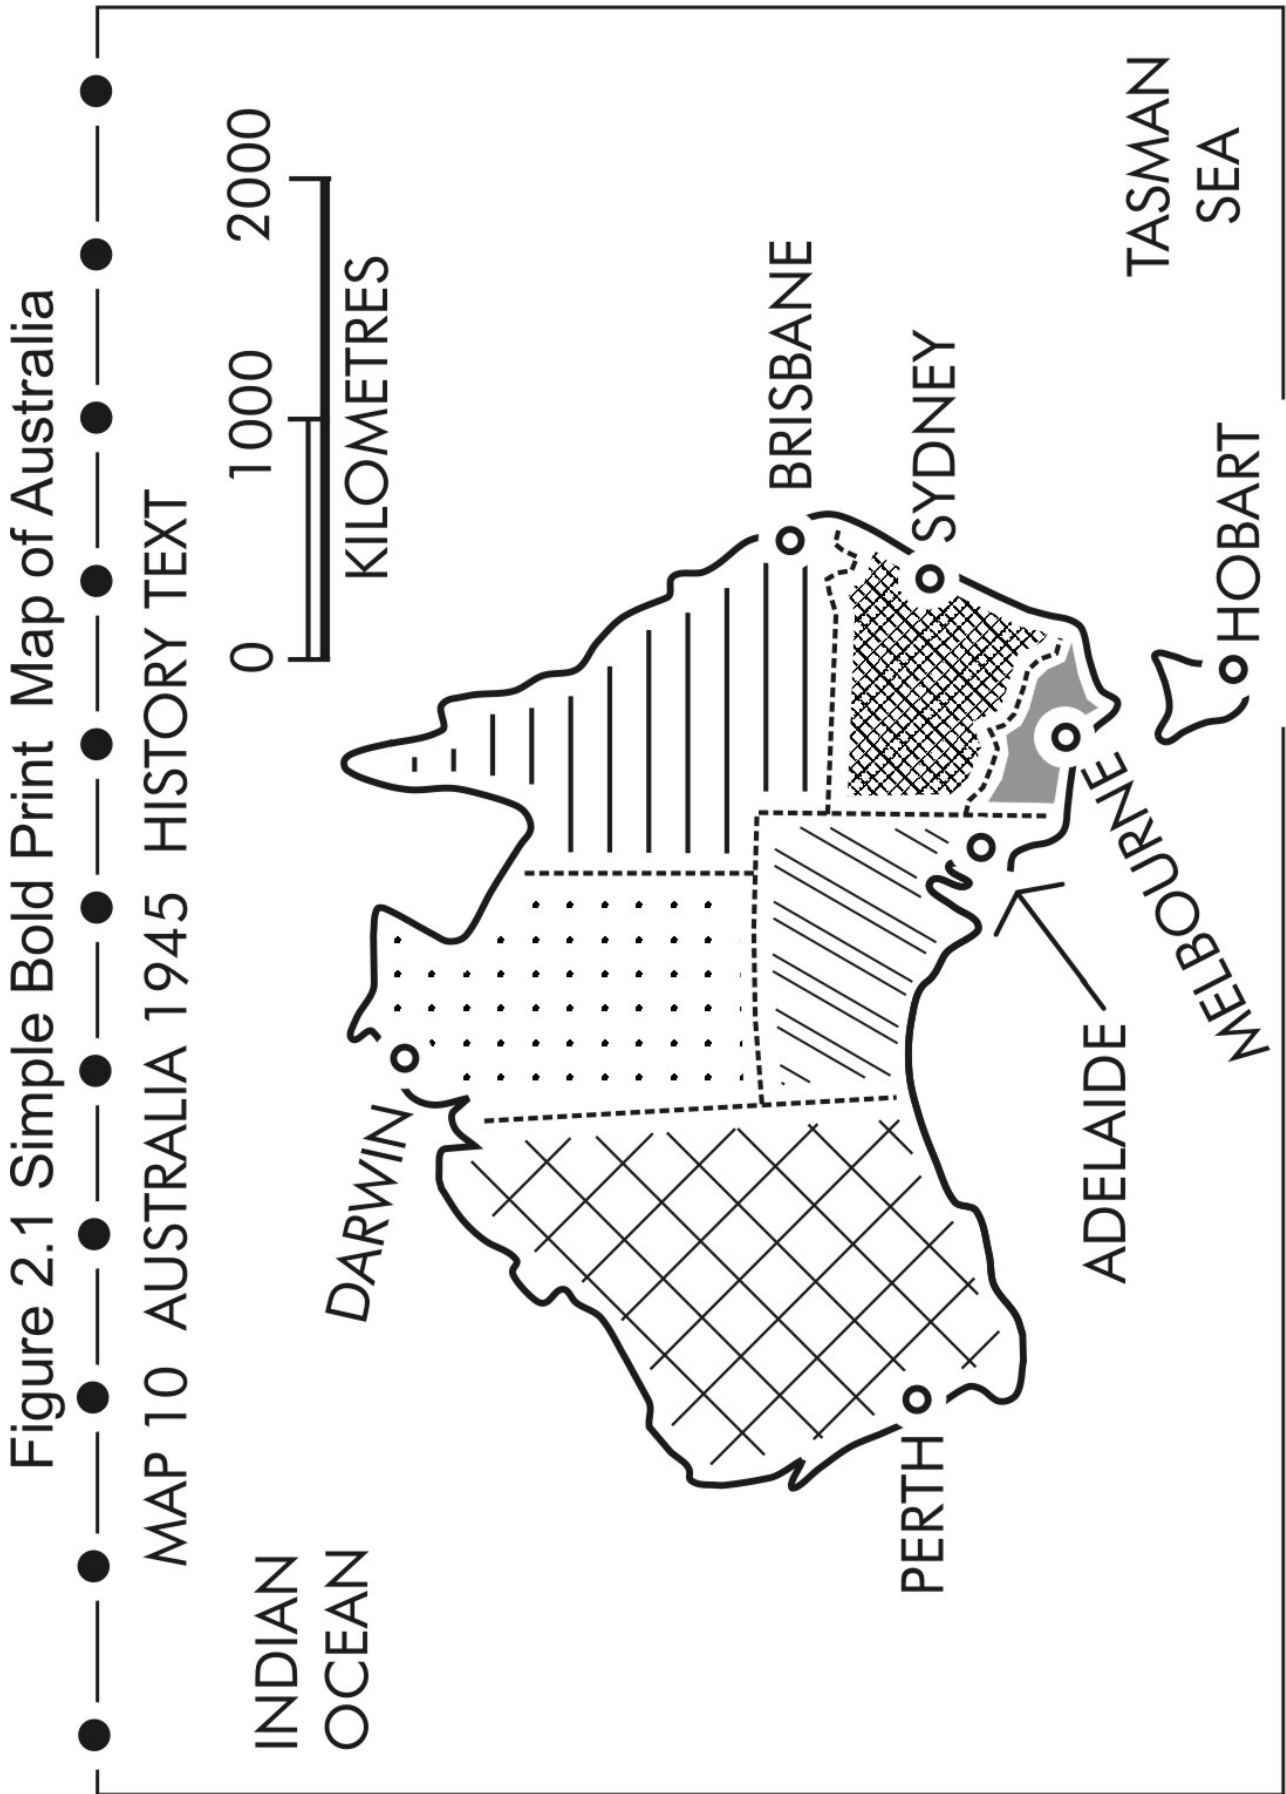 Figure 2.1 Simple Bold Print Map of Australia
MAP 10 AUSTRALIA 1945 HISTORY TEXT
INDIAN
OCEAN
0 1000 2000
KILOMETRES
DARWIN
BRISBANE
PERTH
SYDNEY
ADELAIDE
MELBOURNE
HOBART
TASMAN
SEA